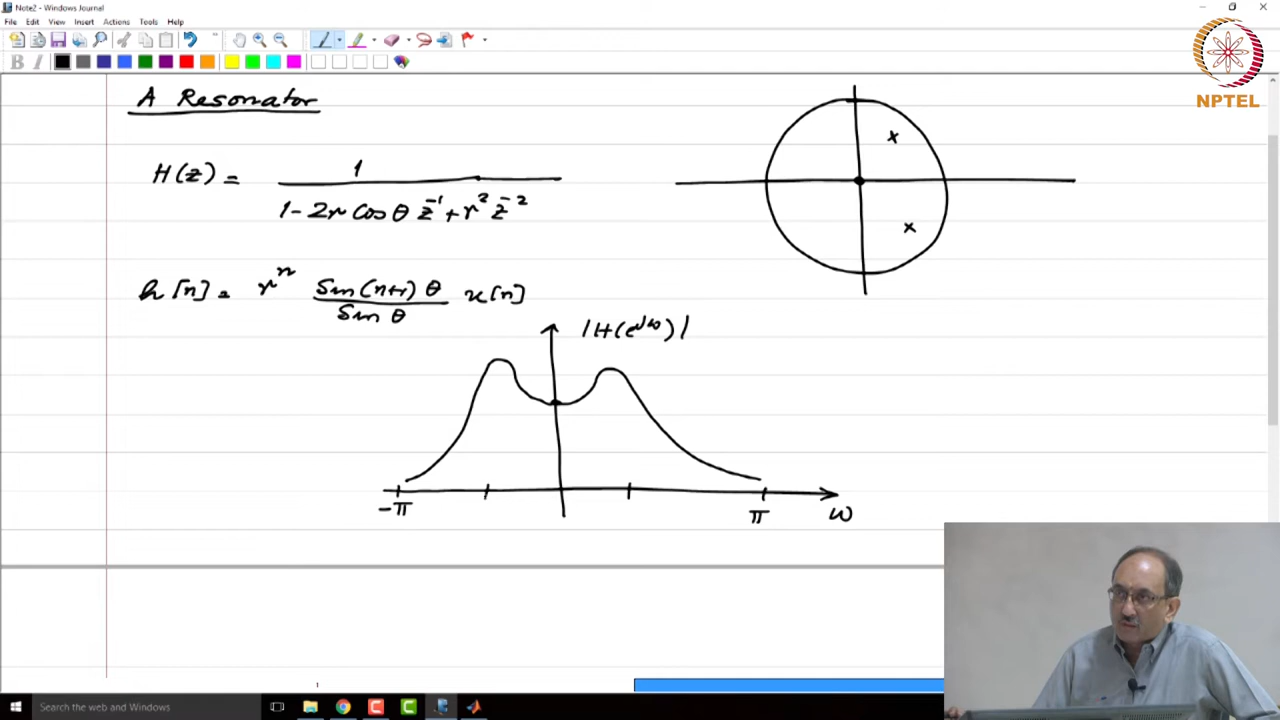 Note2 - Windows Journal
File Edit View Insert Actions Tools Help
B I
NPTEL
A Resonator
H(z) = 1 / (1 - 2r Cos θ z⁻¹ + r² z⁻²)
h[n] = rⁿ Sin (n+1) θ / Sin θ u[n]
|H(e^jω)|
-π π ω
Search the web and Windows